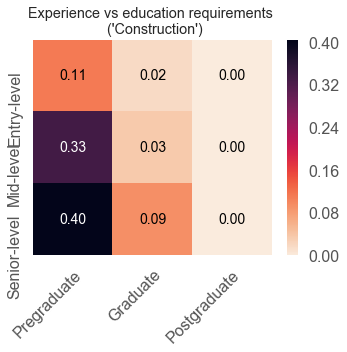 Experience vs education requirements
('Construction')
Entry-level
0.11 0.02 0.00
Mid-level
0.33 0.03 0.00
Senior-level
0.40 0.09 0.00
Pregraduate
Graduate
Postgraduate
0.40
0.32
0.24
0.16
0.08
0.00